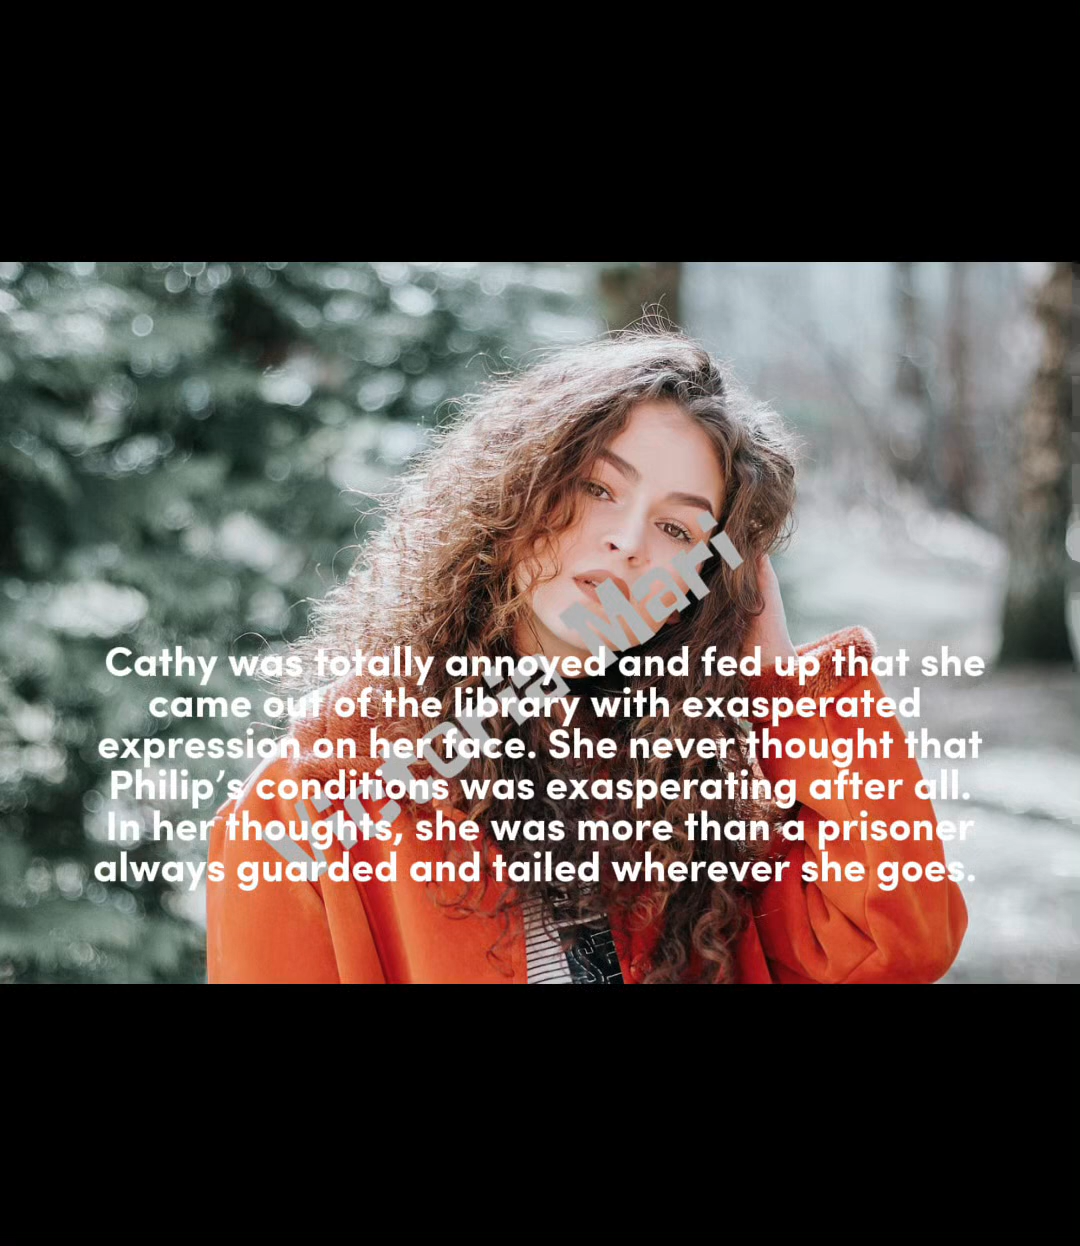 Cathy was totally annoyed and fed up that she
came out of the library with exasperated
expression on her face. She never thought that
Philip’s conditions was exasperating after all.
In her thoughts, she was more than a prisoner
always guarded and tailed wherever she goes.
Victoria Mari